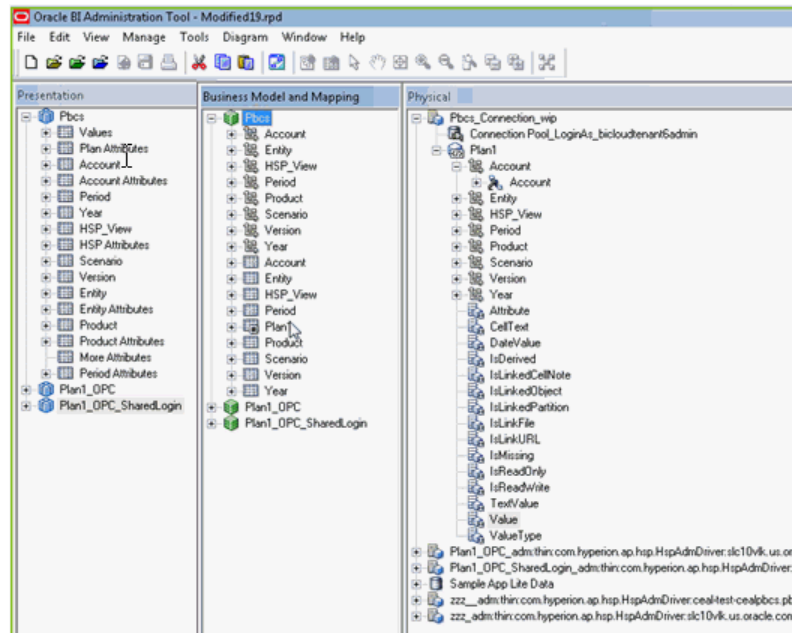 Oracle BI Administration Tool - Modified19.rpd
File Edit View Manage Tools Diagram Window Help
Presentation
Pbcs
Values
Plan Attributes
Account
Account Attributes
Period
Year
HSP_View
HSP Attributes
Scenario
Version
Entity
Entity Attributes
Product
Product Attributes
More Attributes
Period Attributes
Plan1_OPC
Plan1_OPC_SharedLogin
Business Model and Mapping
Pbcs
Account
Entity
HSP_View
Period
Product
Scenario
Version
Year
Account
Entity
HSP_View
Period
Plan1
Product
Scenario
Version
Year
Plan1_OPC
Plan1_OPC_SharedLogin
Physical
Pbcs_Connection_wip
Connection Pool_LoginAs_bicloudtenant6admin
Plan1
Account
Account
Entity
HSP_View
Period
Product
Scenario
Version
Year
Attribute
CellText
DateValue
IsDerived
IsLinkedCellNote
IsLinkedObject
IsLinkedPartition
IsLinkFile
IsLinkURL
IsMissing
IsReadOnly
IsReadWrite
TextValue
Value
ValueType
Plan1_OPC_adm:thin:com.hyperion.ap.hsp.HspAdmDriver:slc10vlk.us.or
Plan1_OPC_SharedLogin_adm:thin:com.hyperion.ap.hsp.HspAdmDriver:
Sample App Lite Data
zzz__adm:thin:com.hyperion.ap.hsp.HspAdmDriver:ceal-test-cealpbcs.pb
zzz_adm:thin:com.hyperion.ap.hsp.HspAdmDriver:slc10vlk.us.oracle.com